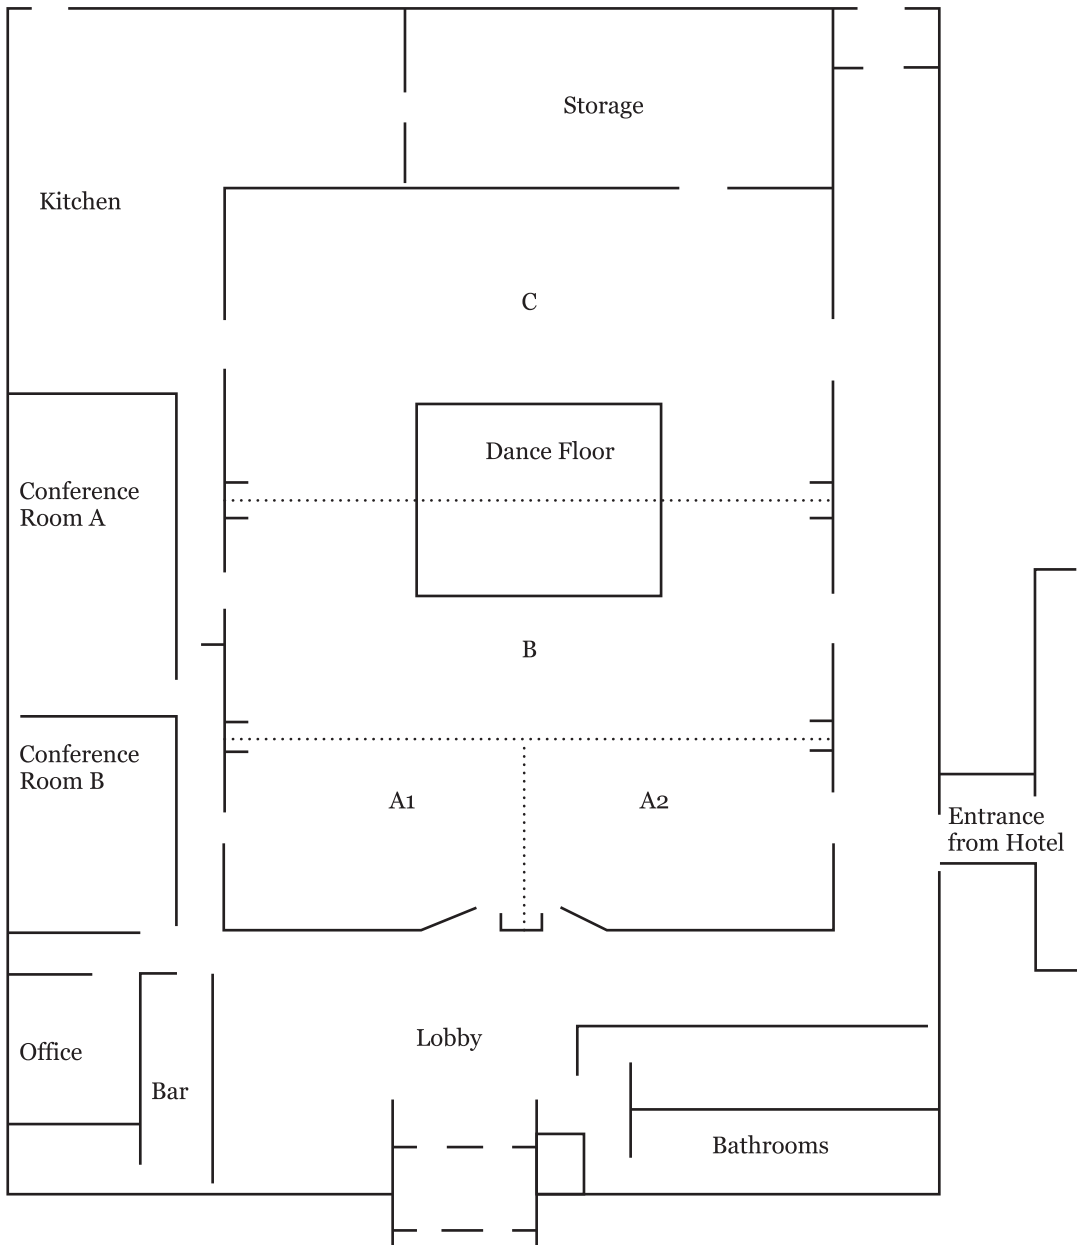 Storage
Kitchen
C
Dance Floor
Conference
Room A
B
Conference
Room B
A1
A2
Entrance
from Hotel
Lobby
Office
Bar
Bathrooms